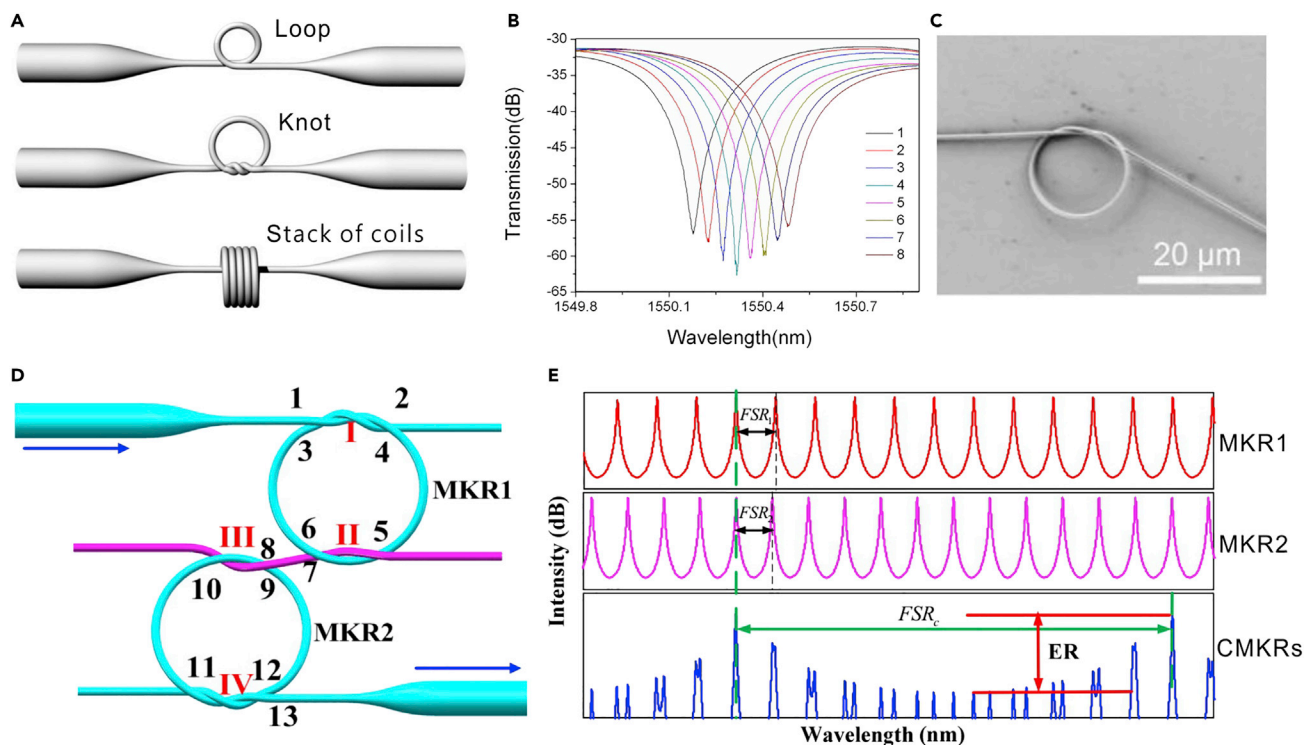 A
Loop
Knot
Stack of coils
B
Transmission(dB)
-30
-35
-40
-45
-50
-55
-60
-65
1
2
3
4
5
6
7
8
1549.8
1550.1
1550.4
1550.7
Wavelength(nm)
C
20 μm
D
1
2
I
3
4
MKR1
6
II
5
III
8
7
10
9
MKR2
11
IV
12
13
E
Intensity (dB)
FSR1
MKR1
FSR
MKR2
FSRc
ER
CMKRs
Wavelength (nm)